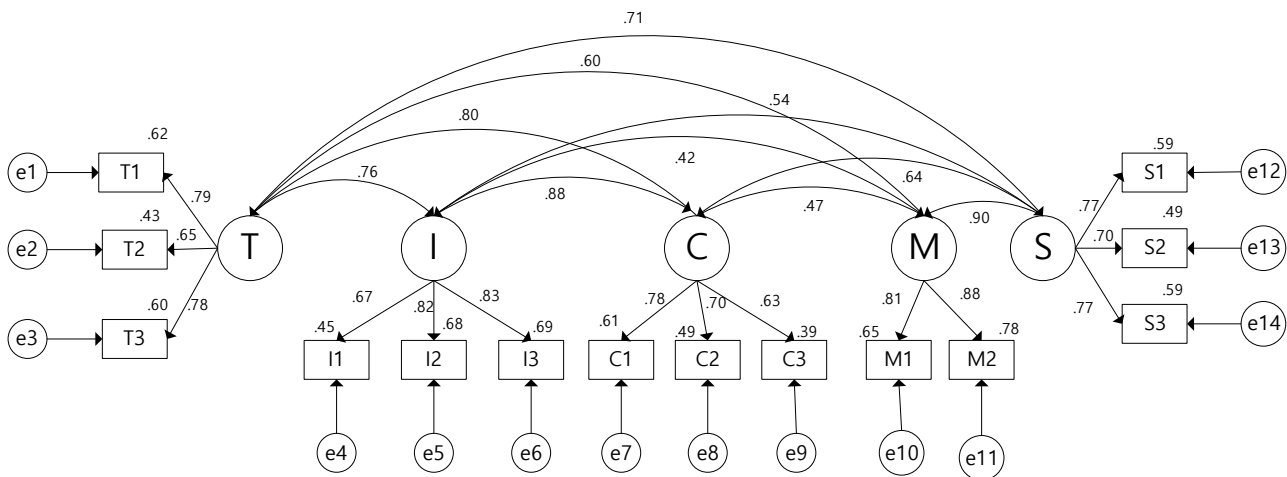 .71
.60
.54
.80
.62
.59
e1
T1
.76
.42
.64
S1
e12
.79
.88
.77
.43
.47
.90
.49
e2
T2
.65
T
I
C
M
S
.70
S2
e13
.60
.78
.59
.67
.82
.83
.78
.70
.63
.81
.88
.77
e3
T3
.45
.68
.69
.61
.49
.39
.65
.78
S3
e14
I1
I2
I3
C1
C2
C3
M1
M2
e4
e5
e6
e7
e8
e9
e10
e11